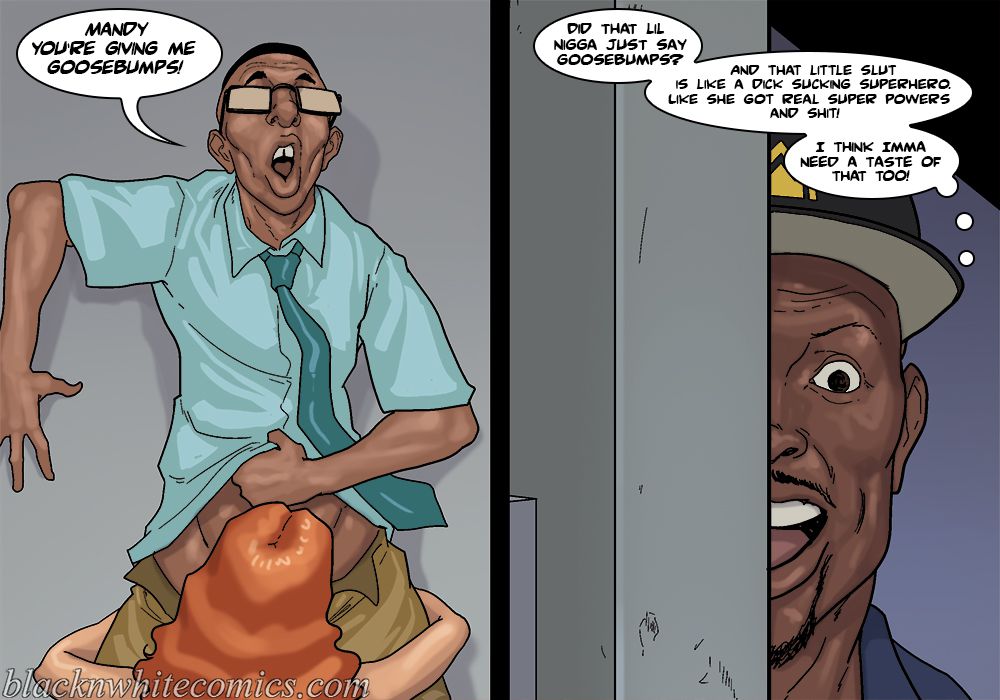 MANDY
YOU'RE GIVING ME
GOOSEBUMPS!
DID THAT LIL
NIGGA JUST SAY
GOOSEBUMPS?
AND THAT LITTLE SLUT
IS LIKE A DICK SUCKING SUPERHERO.
LIKE SHE GOT REAL SUPER POWERS
AND SHIT!
I THINK IMMA
NEED A TASTE OF
THAT TOO!
blacknwhitecomics.com